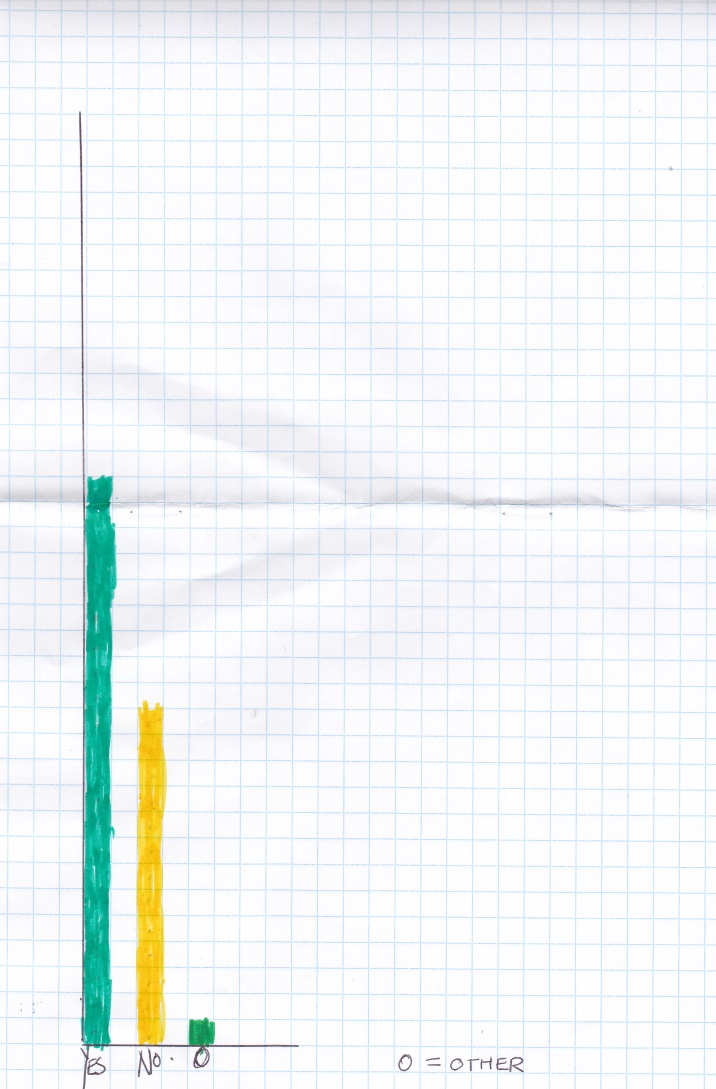 YES NO. O O = OTHER